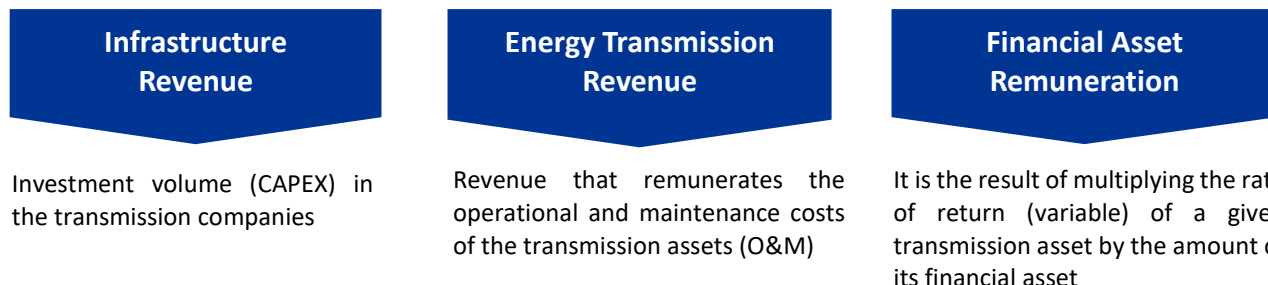 Infrastructure
Revenue
Energy Transmission
Revenue
Financial Asset
Remuneration
Investment volume (CAPEX) in
the transmission companies
Revenue that remunerates the
operational and maintenance costs
of the transmission assets (O&M)
It is the result of multiplying the
of return (variable) of a
transmission asset by the amount
its financial asset